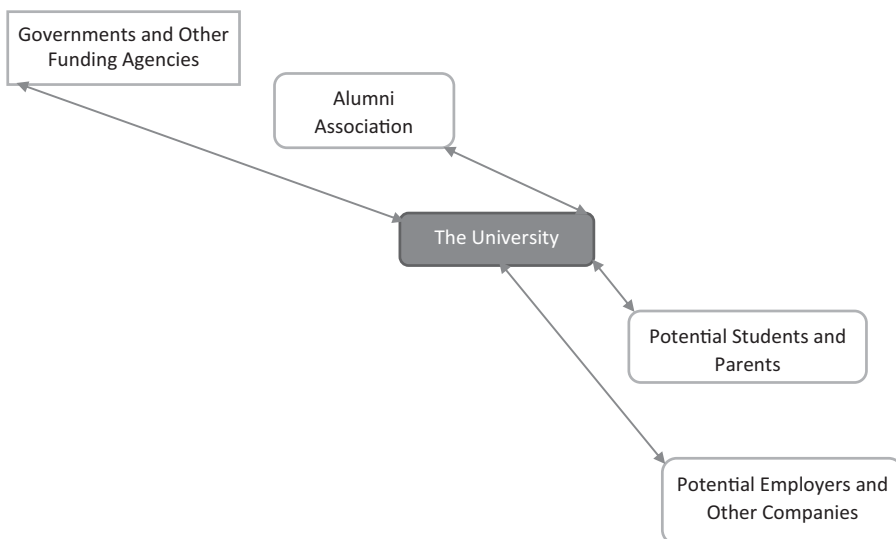 Governments and Other
Funding Agencies
Alumni
Association
The University
Potential Students and
Parents
Potential Employers and
Other Companies